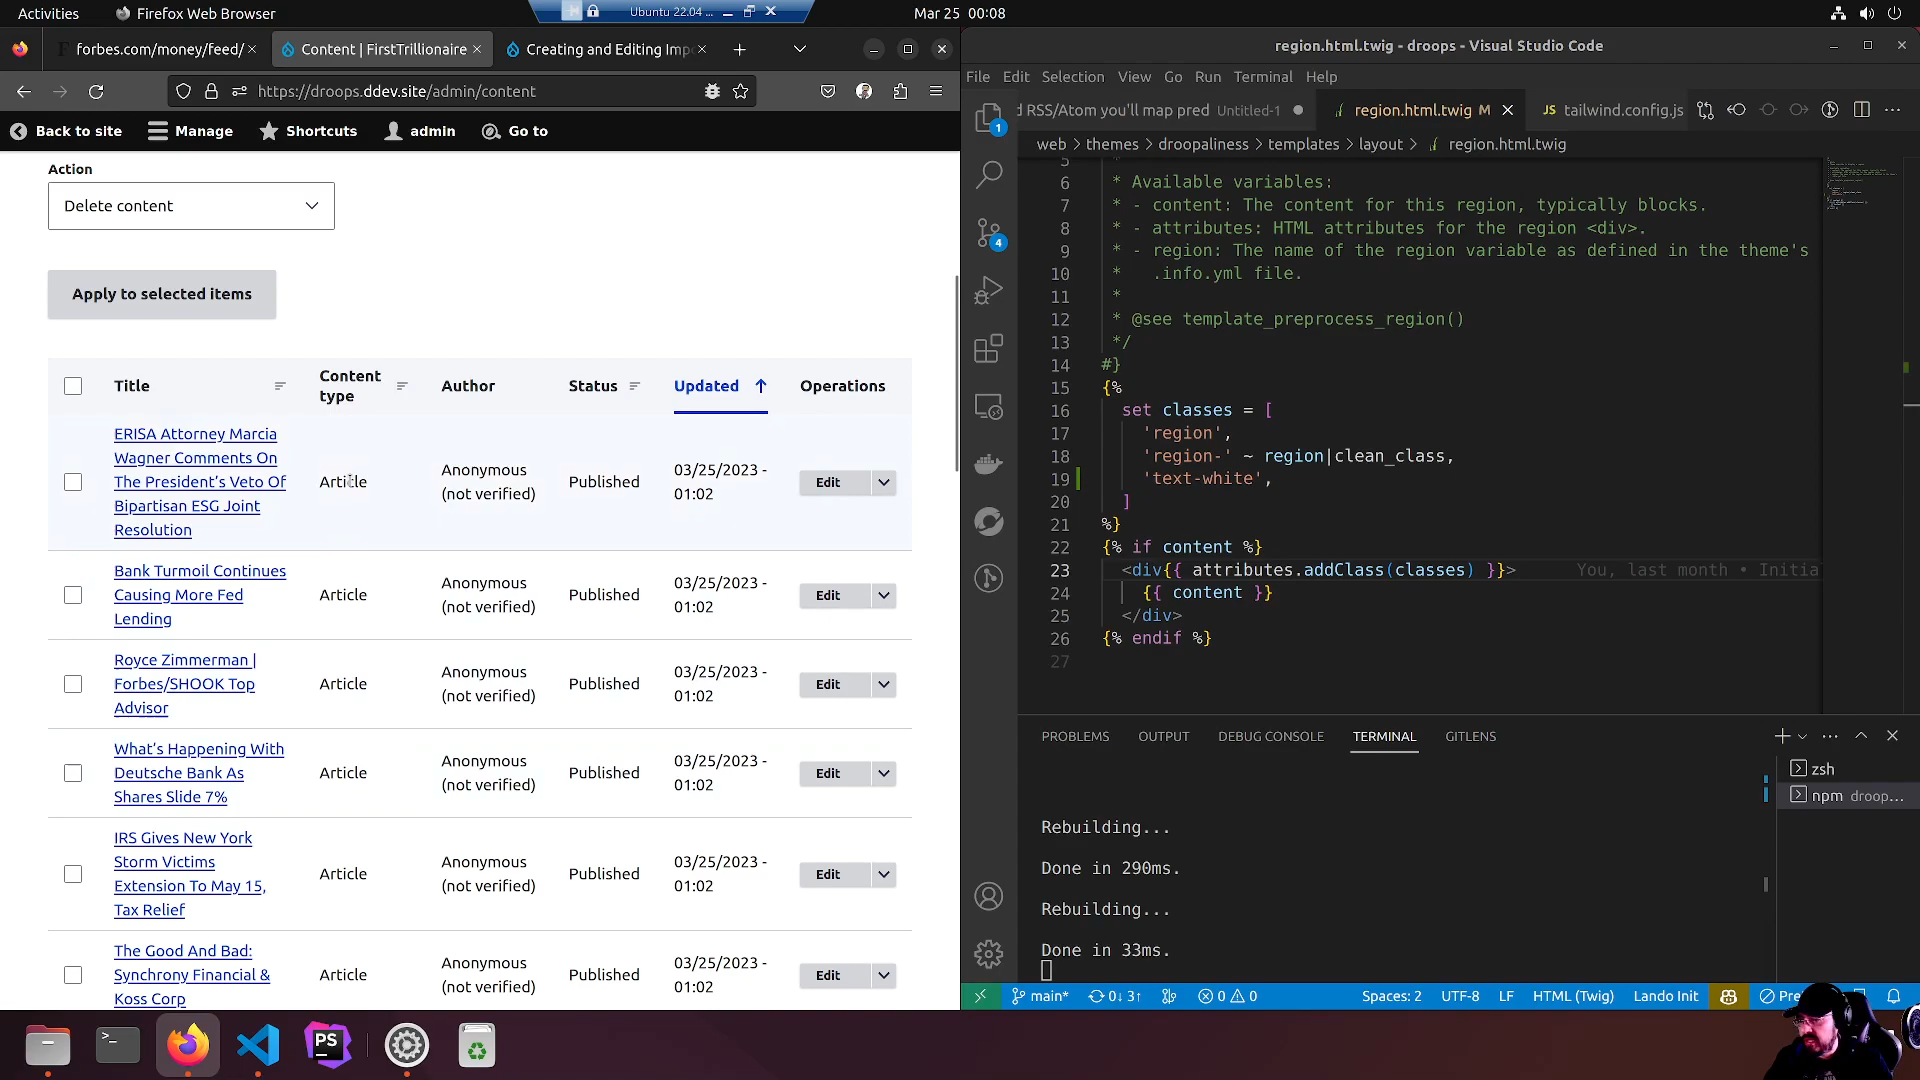 Activities
Firefox Web Browser
Ubuntu 22.04 ...
Mar 25 00:08
forbes.com/money/feed/
Content | FirstTrillionaire
Creating and Editing Impo
https://droops.ddev.site/admin/content
Back to site
Manage
Shortcuts
admin
Go to
Action
Delete content
Apply to selected items
Title
Content type
Author
Status
Updated
Operations
ERISA Attorney Marcia
Wagner Comments On
The President's Veto Of
Bipartisan ESG Joint
Resolution
Article
Anonymous
(not verified)
Published
03/25/2023 -
01:02
Edit
Bank Turmoil Continues
Causing More Fed
Lending
Article
Anonymous
(not verified)
Published
03/25/2023 -
01:02
Edit
Royce Zimmerman |
Forbes/SHOOK Top
Advisor
Article
Anonymous
(not verified)
Published
03/25/2023 -
01:02
Edit
What's Happening With
Deutsche Bank As
Shares Slide 7%
Article
Anonymous
(not verified)
Published
03/25/2023 -
01:02
Edit
IRS Gives New York
Storm Victims
Extension To May 15,
Tax Relief
Article
Anonymous
(not verified)
Published
03/25/2023 -
01:02
Edit
The Good And Bad:
Synchrony Financial &
Koss Corp
Article
Anonymous
(not verified)
Published
03/25/2023 -
01:02
Edit
region.html.twig - droops - Visual Studio Code
File Edit Selection View Go Run Terminal Help
d RSS/Atom you'll map pred Untitled-1
region.html.twig M
JS tailwind.config.js
web > themes > droopaliness > templates > layout > region.html.twig
5 *
6 * Available variables:
7 * - content: The content for this region, typically blocks.
8 * - attributes: HTML attributes for the region <div>.
9 * - region: The name of the region variable as defined in the theme's
10 * .info.yml file.
11 *
12 * @see template_preprocess_region()
13 */
14 #}
15 {%
16 set classes = [
17 'region',
18 'region-' ~ region|clean_class,
19 'text-white',
20 ]
21 %}
22 {% if content %}
23 <div{{ attributes.addClass(classes) }}> You, last month • Initia
24 {{ content }}
25 </div>
26 {% endif %}
27
1
4
PROBLEMS OUTPUT DEBUG CONSOLE TERMINAL GITLENS
zsh
npm droop...
Rebuilding...
Done in 290ms.
Rebuilding...
Done in 33ms.
main*
0↓ 3↑
0
0
Spaces: 2
UTF-8
LF
HTML (Twig)
Lando Init
PS